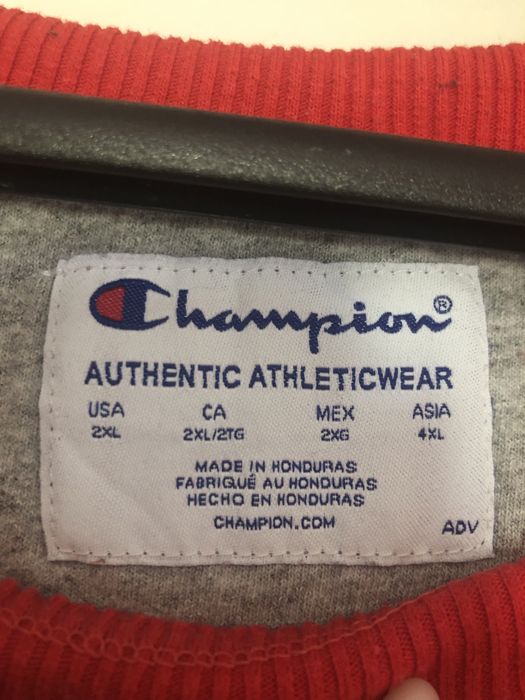 Champion®
AUTHENTIC ATHLETICWEAR
USA CA MEX ASIA
2XL 2XL/2TG 2XG 4XL
MADE IN HONDURAS
FABRIQUÉ AU HONDURAS
HECHO EN HONDURAS
CHAMPION.COM
ADV